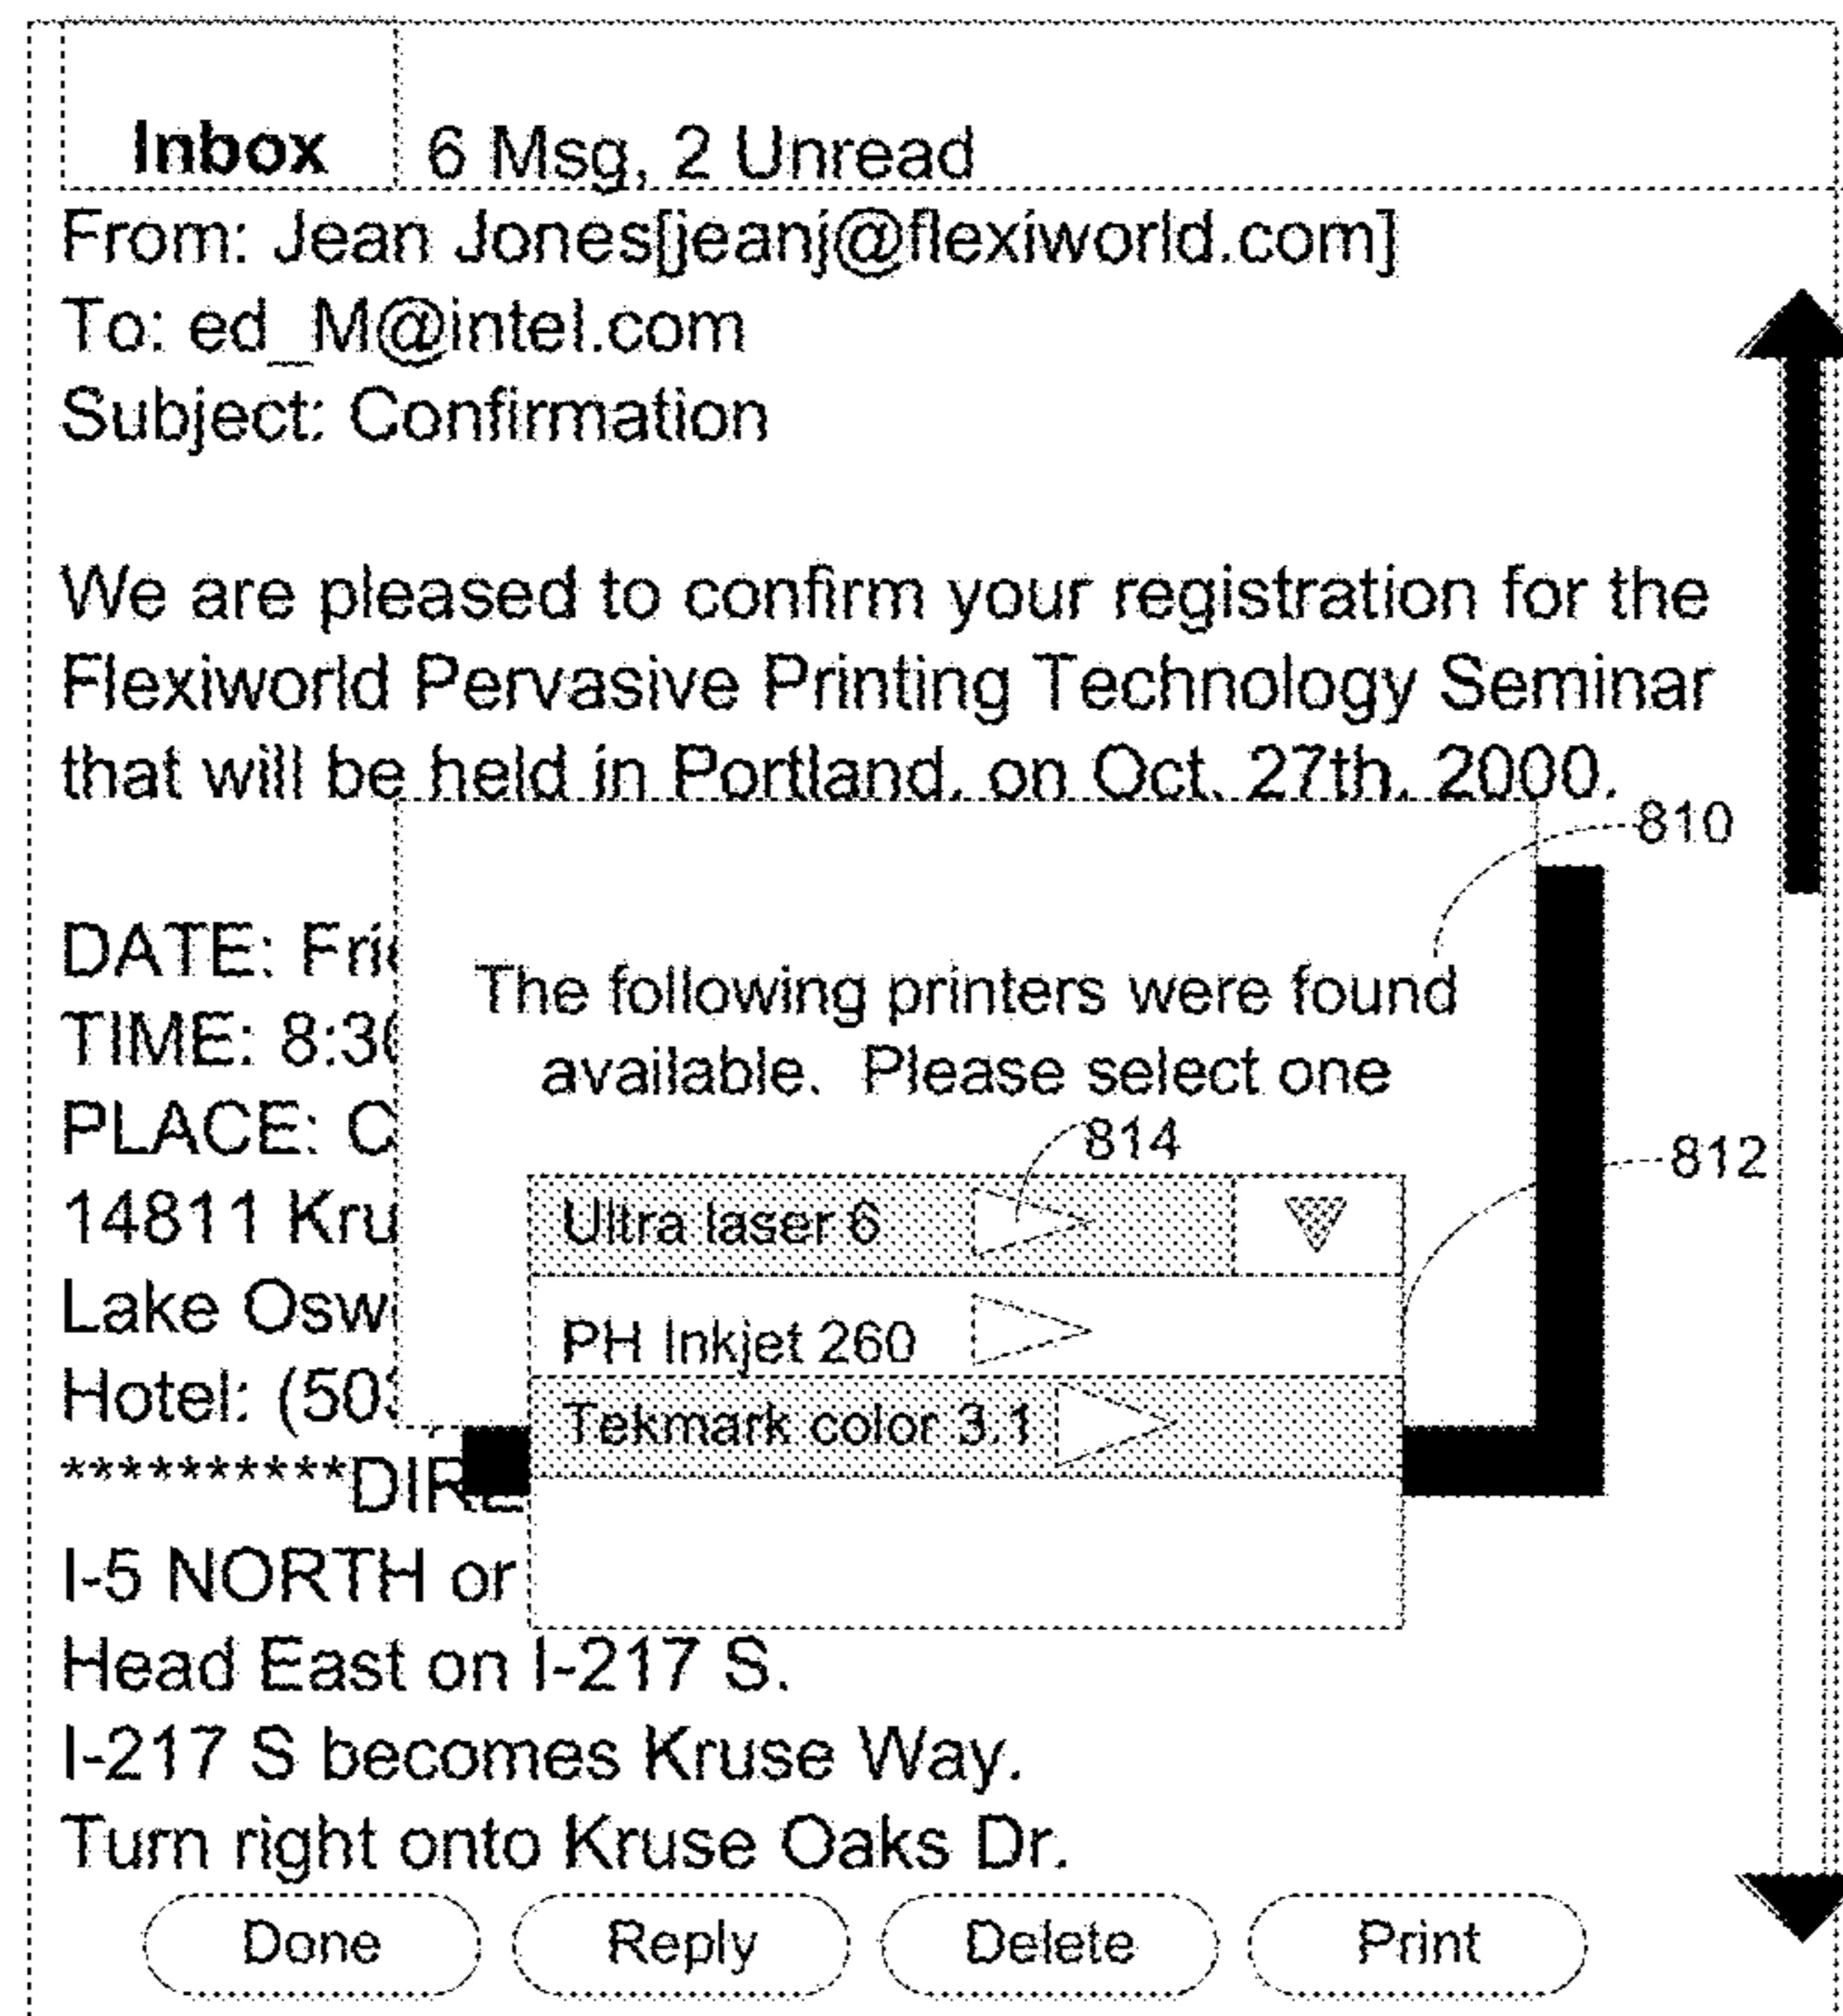 Inbox 6 Msg, 2 Unread
From: Jean Jones[jeanj@flexiworld.com]
To: ed_M@intel.com
Subject: Confirmation
We are pleased to confirm your registration for the
Flexiworld Pervasive Printing Technology Seminar
that will be held in Portland, on Oct. 27th, 2000.
810
DATE:
TIME: 8:3
PLACE:
14811 Kru
Lake Osw
Hotel: (50
The following printers were found
available. Please select one
814
812
Ultra laser 6
PH Inkjet 260
Tekmark color 3.1
**********DIRE
I-5 NORTH or
Head East on I-217 S.
I-217 S becomes Kruse Way.
Turn right onto Kruse Oaks Dr.
Done Reply Delete Print